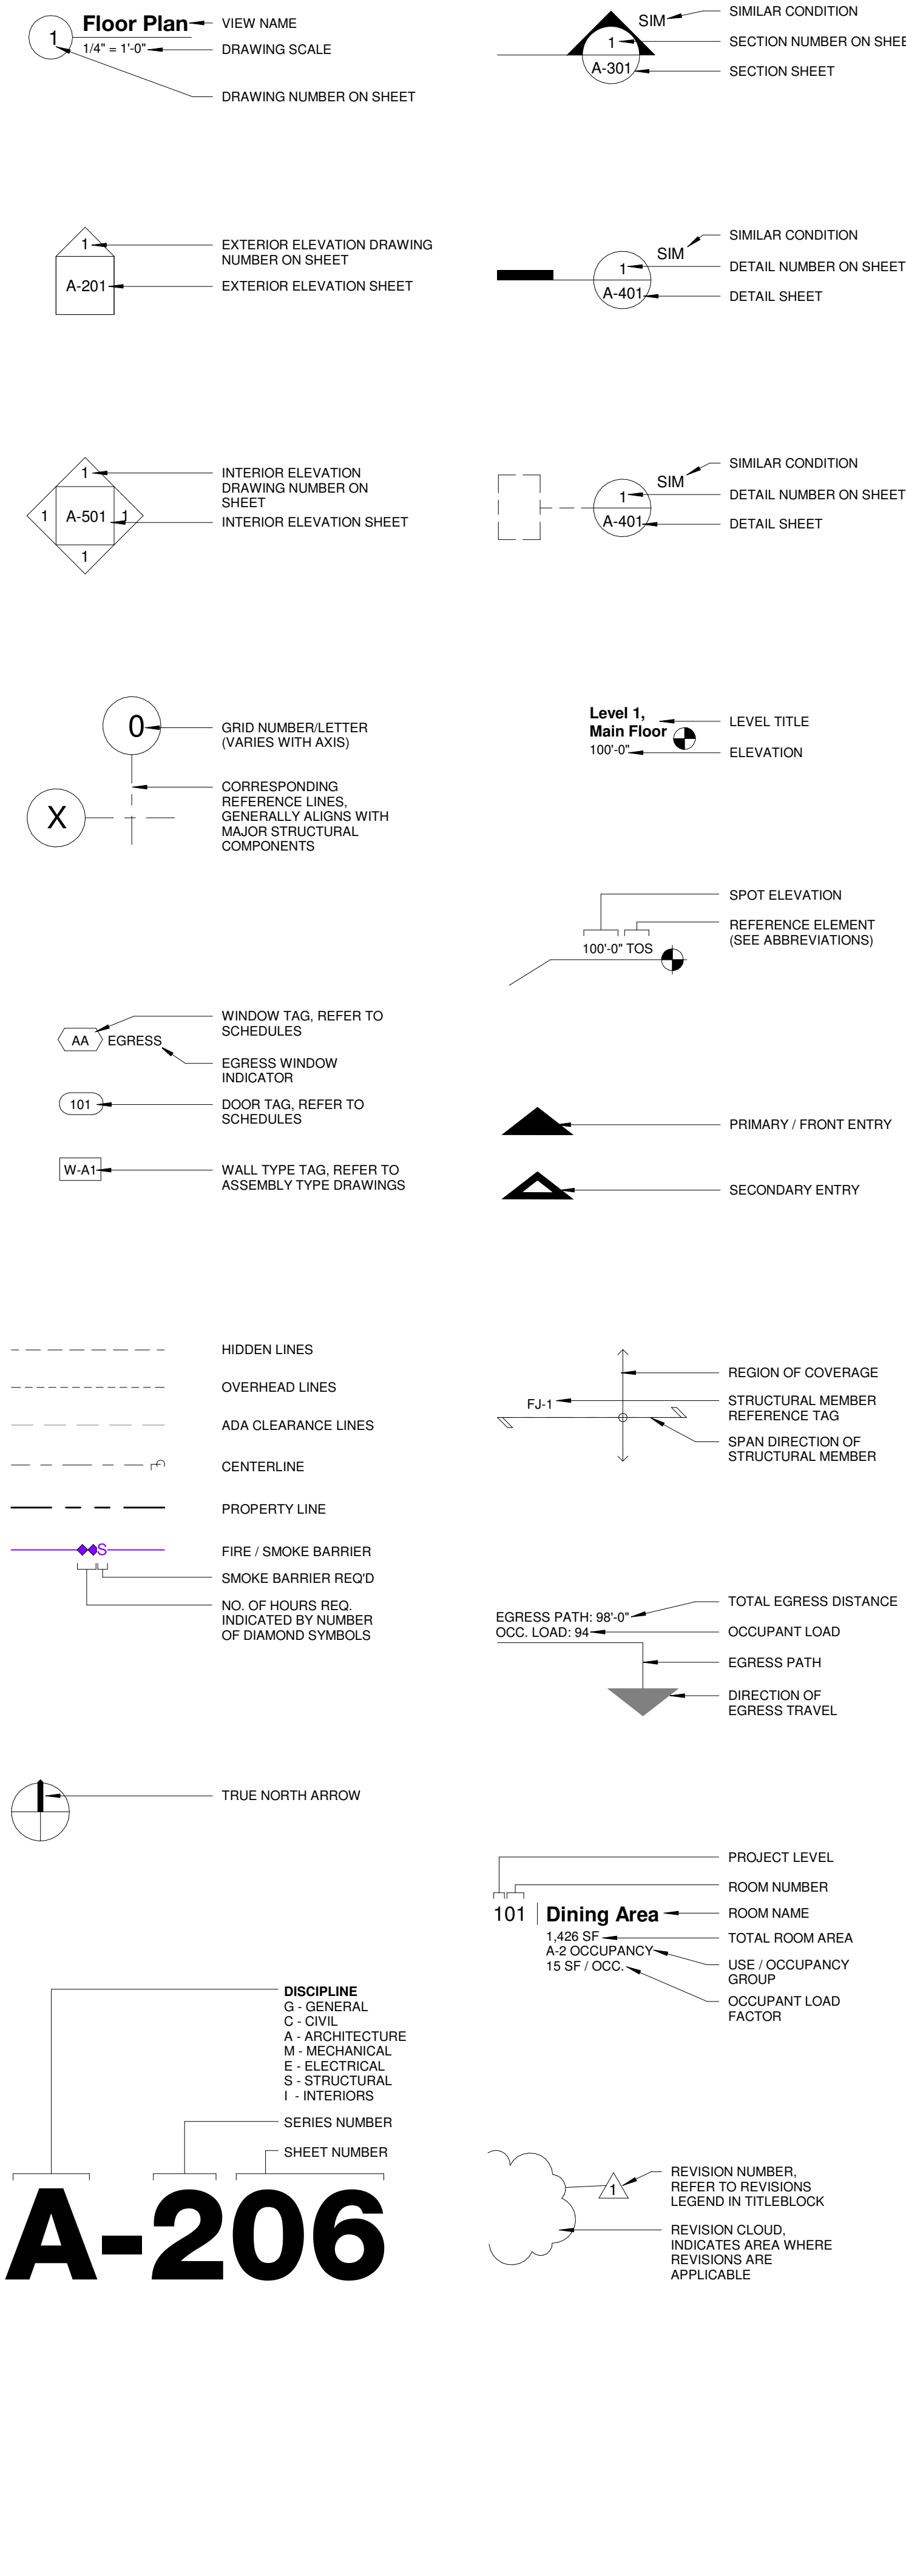 Floor Plan
1
1/4" = 1'-0"
VIEW NAME
DRAWING SCALE
DRAWING NUMBER ON SHEET
SIM
1
A-301
SIMILAR CONDITION
SECTION NUMBER ON SHEE
SECTION SHEET
1
A-201
EXTERIOR ELEVATION DRAWING
NUMBER ON SHEET
EXTERIOR ELEVATION SHEET
SIM
1
A-401
SIMILAR CONDITION
DETAIL NUMBER ON SHEET
DETAIL SHEET
1
1 A-501 1
1
INTERIOR ELEVATION
DRAWING NUMBER ON
SHEET
INTERIOR ELEVATION SHEET
SIM
1
A-401
SIMILAR CONDITION
DETAIL NUMBER ON SHEET
DETAIL SHEET
0
X
GRID NUMBER/LETTER
(VARIES WITH AXIS)
CORRESPONDING
REFERENCE LINES,
GENERALLY ALIGNS WITH
MAJOR STRUCTURAL
COMPONENTS
Level 1,
Main Floor
100'-0"
LEVEL TITLE
ELEVATION
100'-0" TOS
SPOT ELEVATION
REFERENCE ELEMENT
(SEE ABBREVIATIONS)
AA EGRESS
WINDOW TAG, REFER TO
SCHEDULES
EGRESS WINDOW
INDICATOR
101
DOOR TAG, REFER TO
SCHEDULES
W-A1
WALL TYPE TAG, REFER TO
ASSEMBLY TYPE DRAWINGS
PRIMARY / FRONT ENTRY
SECONDARY ENTRY
HIDDEN LINES
OVERHEAD LINES
ADA CLEARANCE LINES
CENTERLINE
PROPERTY LINE
S
FIRE / SMOKE BARRIER
SMOKE BARRIER REQ'D
NO. OF HOURS REQ.
INDICATED BY NUMBER
OF DIAMOND SYMBOLS
FJ-1
REGION OF COVERAGE
STRUCTURAL MEMBER
REFERENCE TAG
SPAN DIRECTION OF
STRUCTURAL MEMBER
EGRESS PATH: 98'-0"
OCC. LOAD: 94
TOTAL EGRESS DISTANCE
OCCUPANT LOAD
EGRESS PATH
DIRECTION OF
EGRESS TRAVEL
TRUE NORTH ARROW
101 Dining Area
1,426 SF
A-2 OCCUPANCY
15 SF / OCC.
PROJECT LEVEL
ROOM NUMBER
ROOM NAME
TOTAL ROOM AREA
USE / OCCUPANCY
GROUP
OCCUPANT LOAD
FACTOR
DISCIPLINE
G - GENERAL
C - CIVIL
A - ARCHITECTURE
M - MECHANICAL
E - ELECTRICAL
S - STRUCTURAL
I - INTERIORS
SERIES NUMBER
SHEET NUMBER
A-206
1
REVISION NUMBER,
REFER TO REVISIONS
LEGEND IN TITLEBLOCK
REVISION CLOUD,
INDICATES AREA WHERE
REVISIONS ARE
APPLICABLE